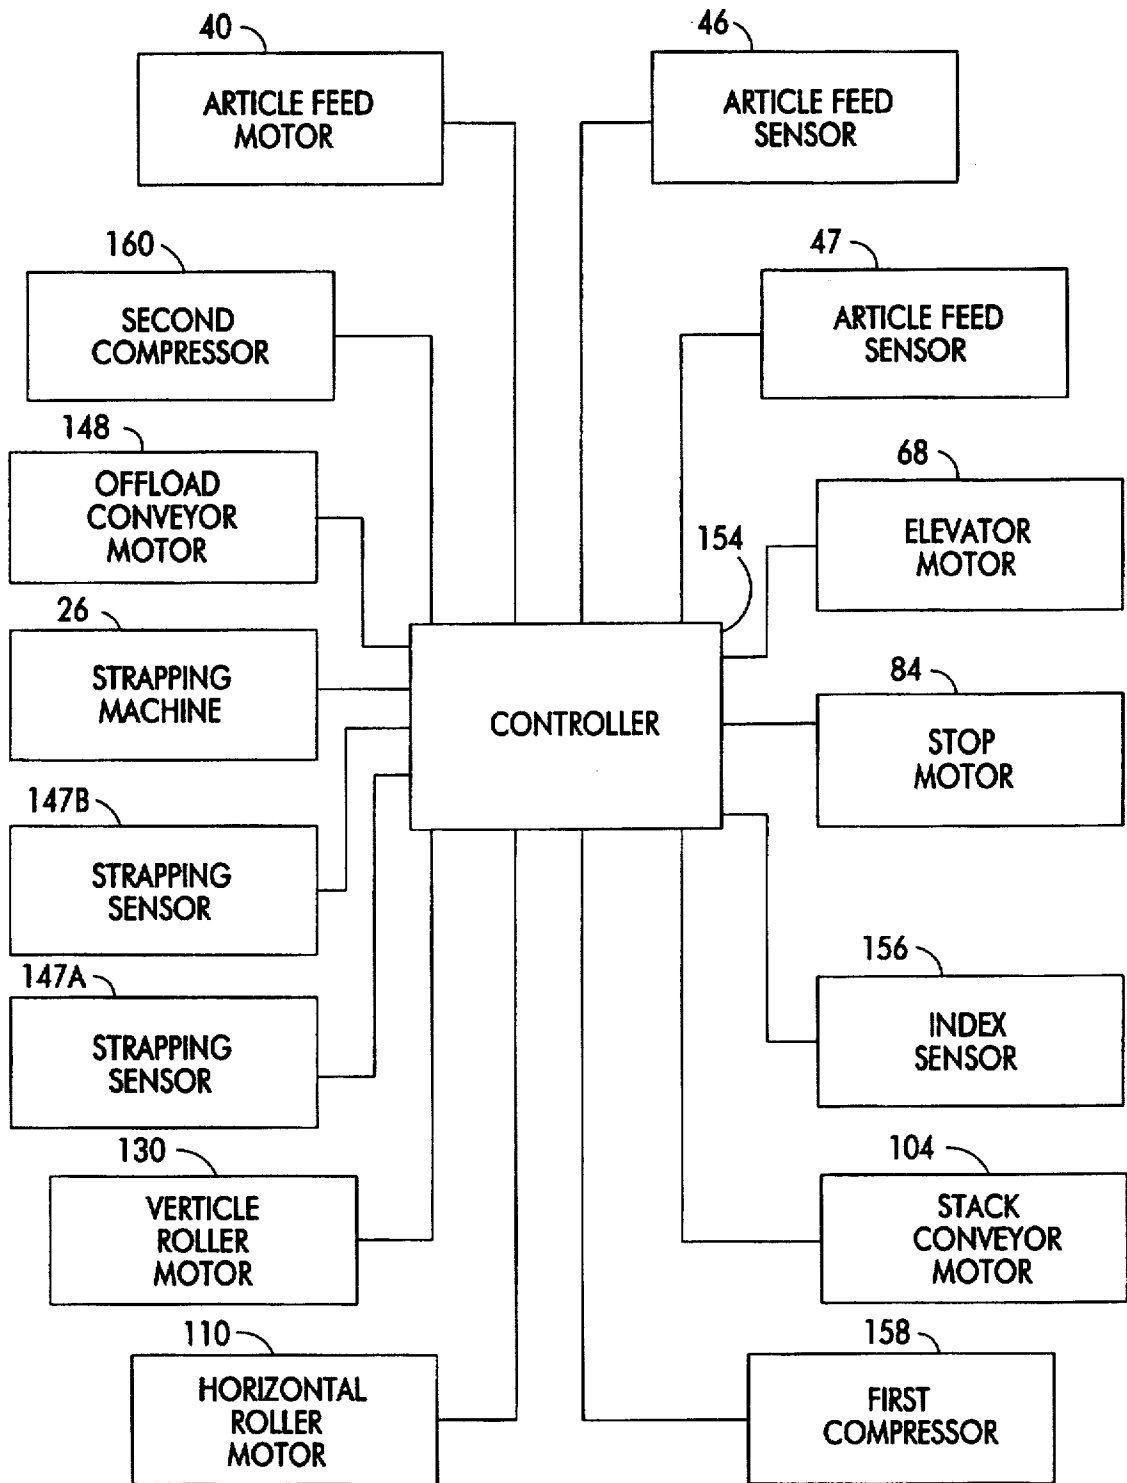 40
ARTICLE FEED
MOTOR
46
ARTICLE FEED
SENSOR
160
SECOND
COMPRESSOR
47
ARTICLE FEED
SENSOR
148
OFFLOAD
CONVEYOR
MOTOR
68
ELEVATOR
MOTOR
154
CONTROLLER
26
STRAPPING
MACHINE
84
STOP
MOTOR
147B
STRAPPING
SENSOR
147A
STRAPPING
SENSOR
156
INDEX
SENSOR
130
VERTICLE
ROLLER
MOTOR
104
STACK
CONVEYOR
MOTOR
110
HORIZONTAL
ROLLER
MOTOR
158
FIRST
COMPRESSOR